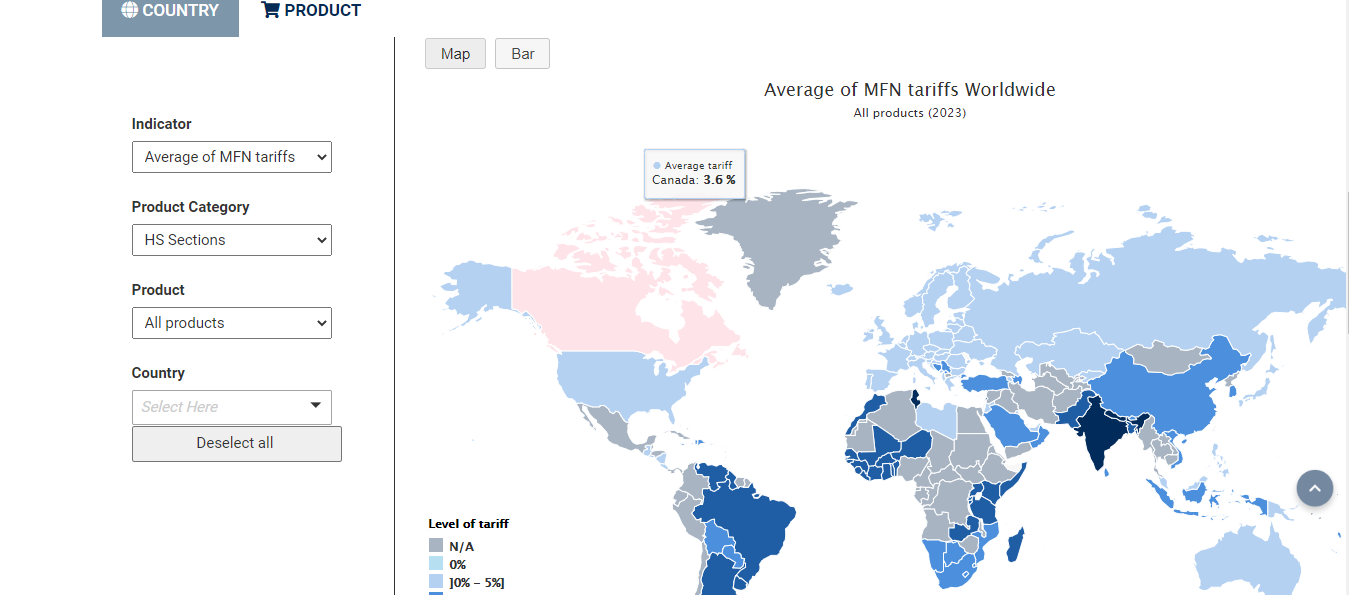 COUNTRY
PRODUCT
Map
Bar
Average of MFN tariffs Worldwide
All products (2023)
Indicator
Average of MFN tariffs
Average tariff
Canada: 3.6 %
Product Category
HS Sections
Product
All products
Country
Select Here
Deselect all
Level of tariff
N/A
0%
]0% – 5%]